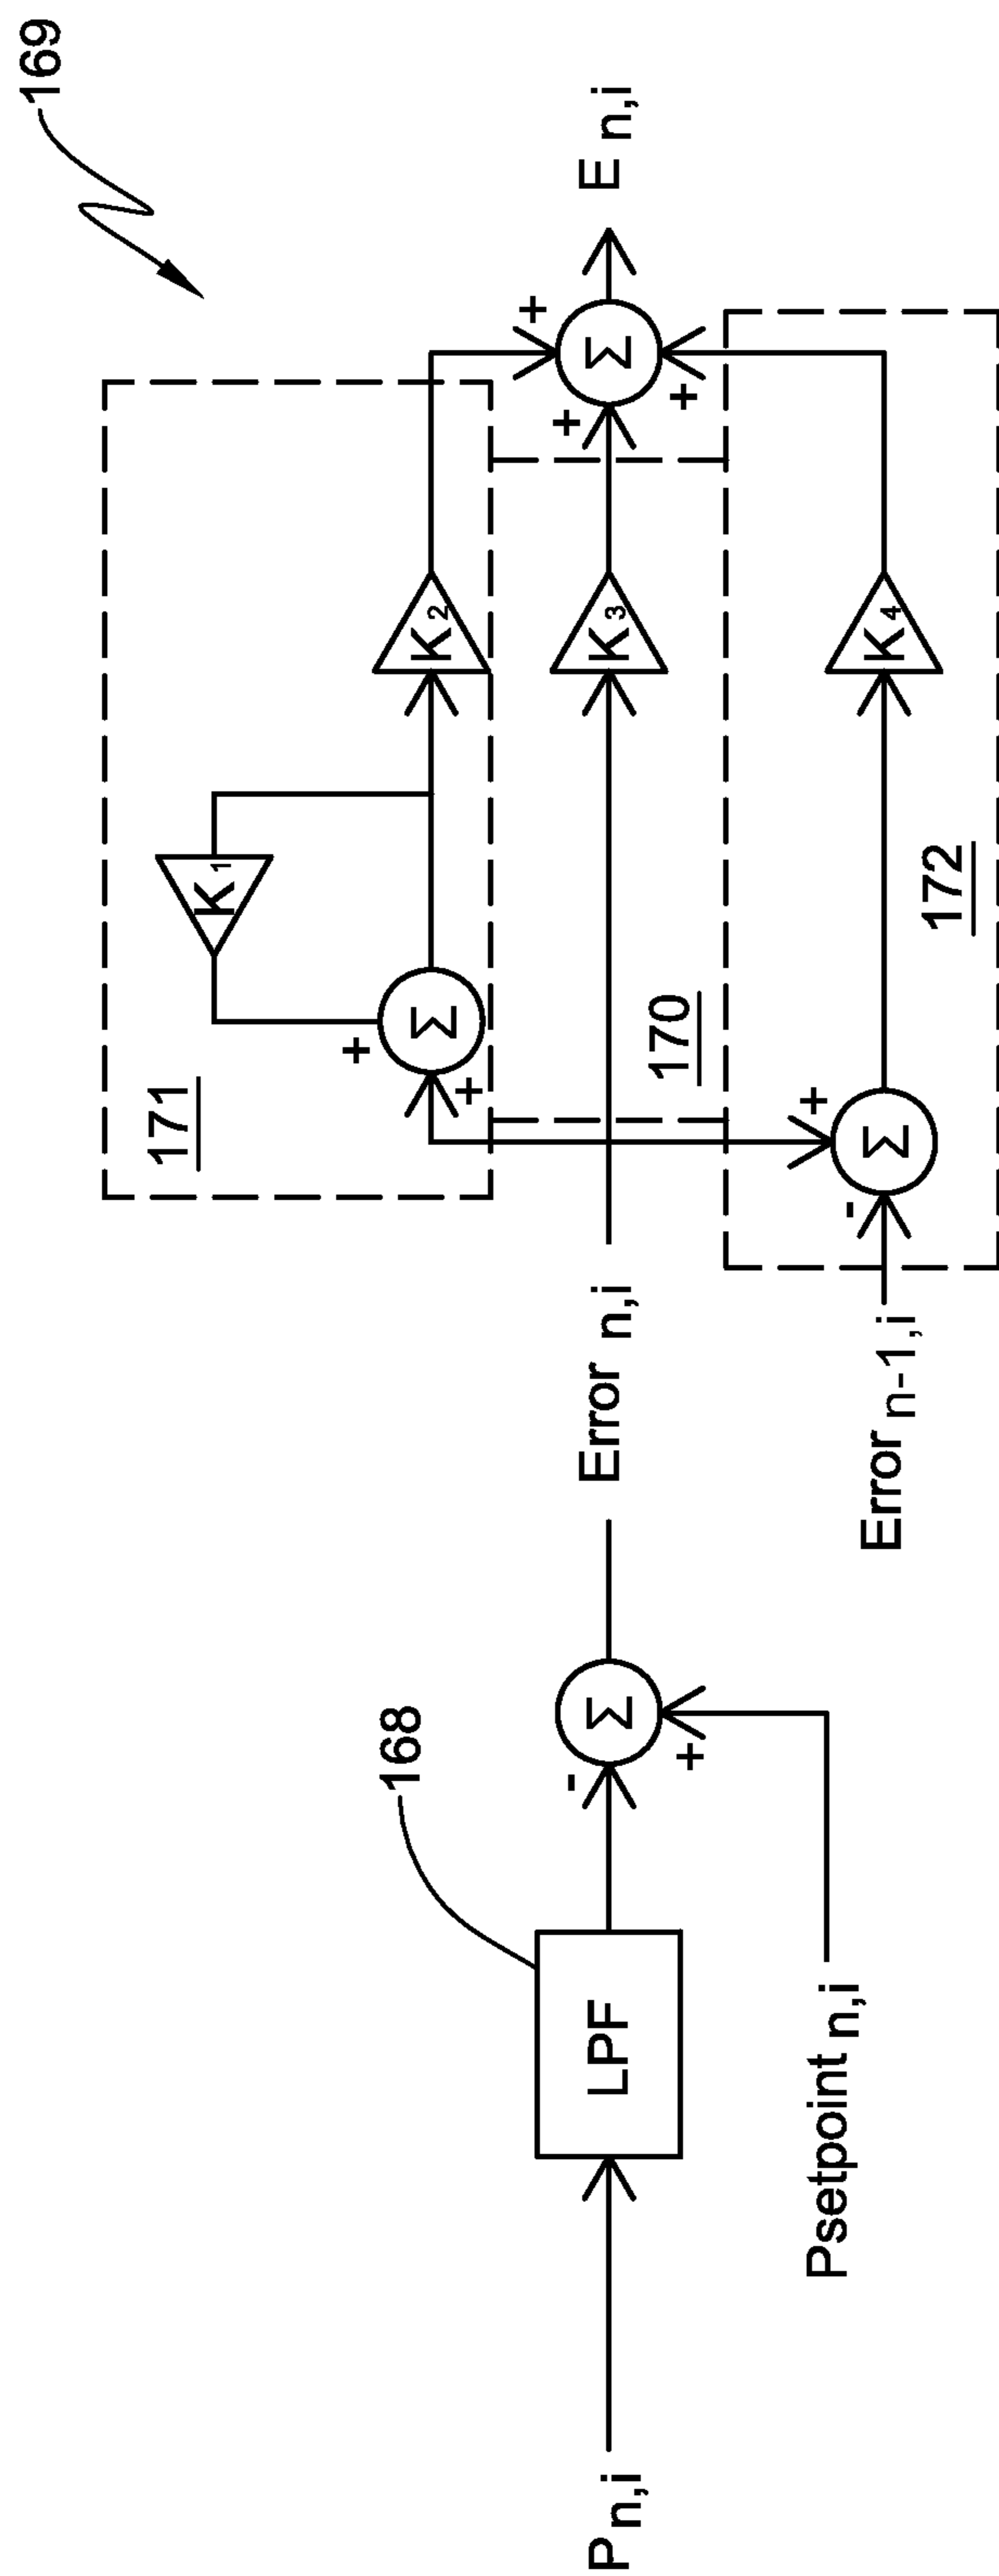 169
171
K1
Σ
+
+
K2
+
P n,i
LPF
168
-
Σ
+
Psetpoint n,i
Error n,i
170
K3
+
Σ
+
E n,i
Error n-1,i
-
Σ
+
172
K4